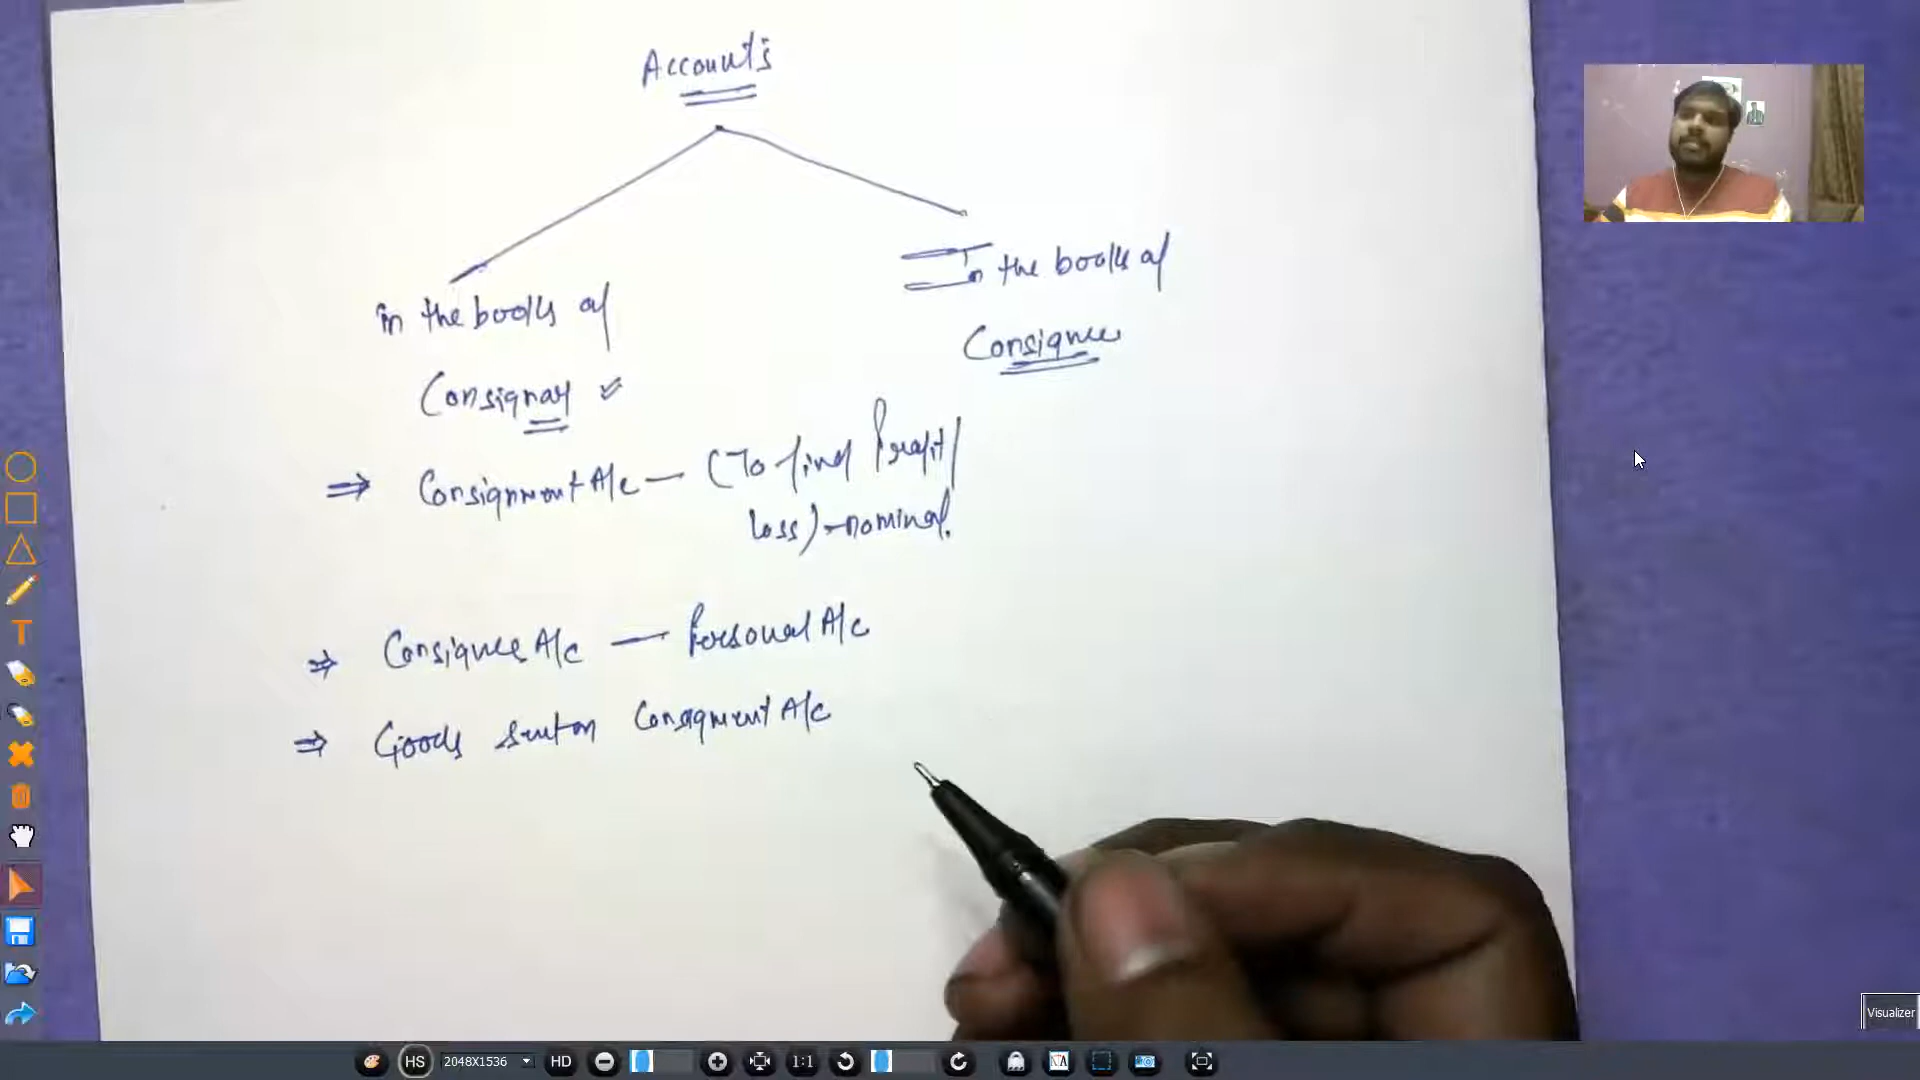 Accounts
in the books of
Consignor
In the books of
Consignee
⇒ Consignment A/c — (To find Profit/
loss) - nominal.
⇒ Consignee A/c — Personal A/c
⇒ Goods sent on Consignment A/c
T
HS
2048X1536
HD
1:1
Visualizer